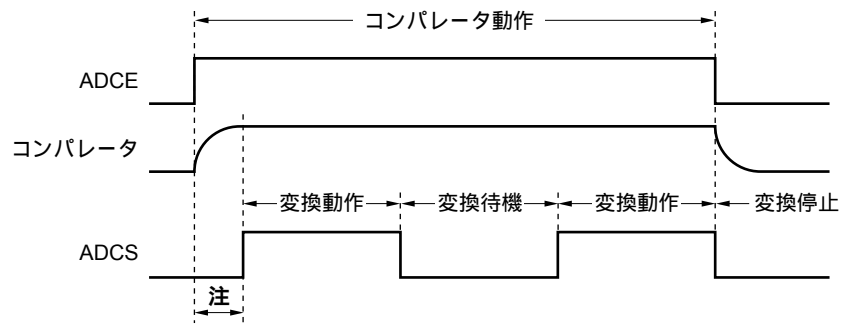 コンパレータ動作
ADCE
コンパレータ
変換動作 変換待機 変換動作 変換停止
ADCS
注